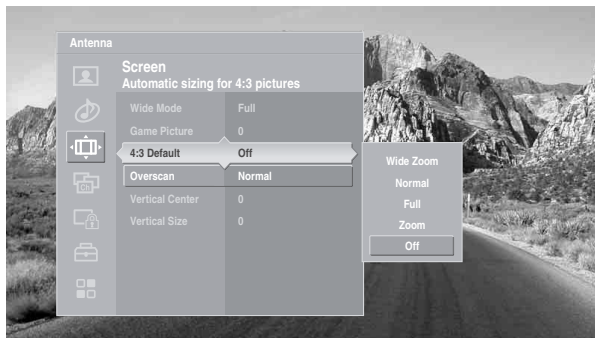 Antenna
Screen
Automatic sizing for 4:3 pictures
Wide Mode Full
Game Picture 0
4:3 Default Off
Overscan Normal
Vertical Center 0
Vertical Size 0
Ch
Wide Zoom
Normal
Full
Zoom
Off